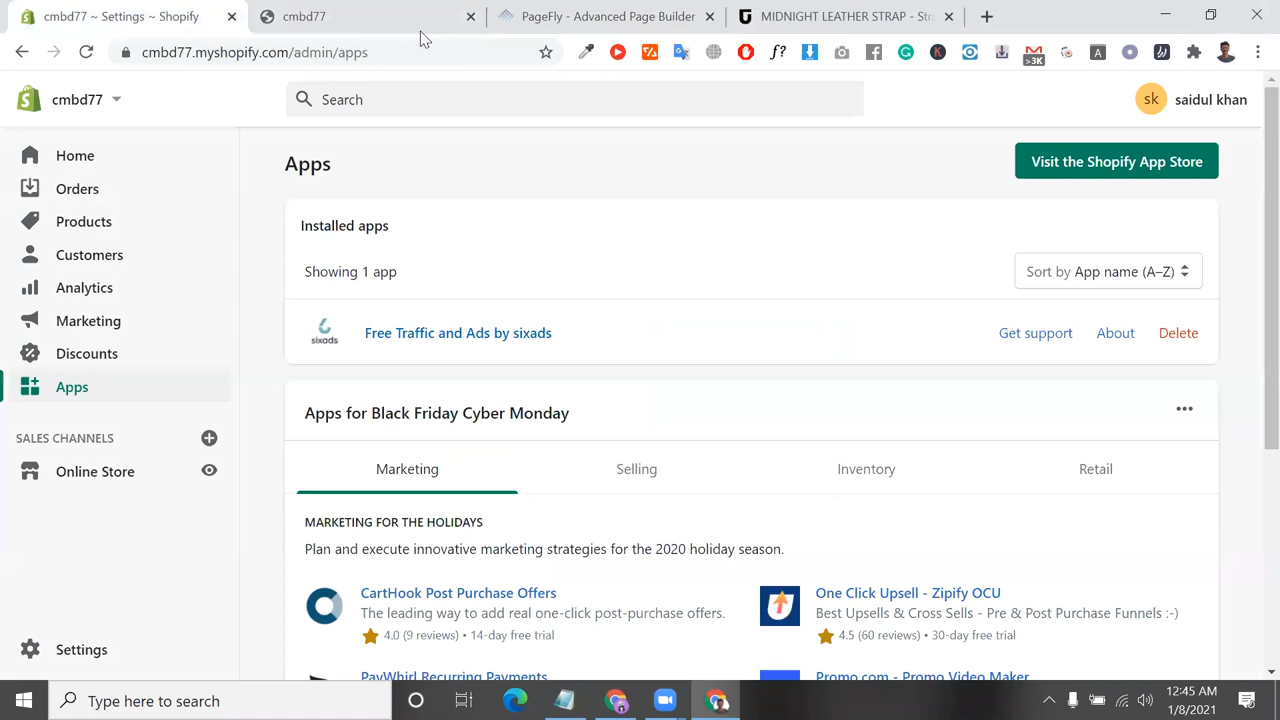 cmbd77 ~ Settings ~ Shopify
cmbd77
PageFly - Advanced Page Builder
MIDNIGHT LEATHER STRAP - Str
cmbd77.myshopify.com/admin/apps
f?
>3K
A
cmbd77
Search
sk
saidul khan
Home
Orders
Products
Customers
Analytics
Marketing
Discounts
Apps
SALES CHANNELS
Online Store
Settings
Apps
Visit the Shopify App Store
Installed apps
Showing 1 app
Sort by App name (A–Z)
sixads
Free Traffic and Ads by sixads
Get support
About
Delete
Apps for Black Friday Cyber Monday
Marketing
Selling
Inventory
Retail
MARKETING FOR THE HOLIDAYS
Plan and execute innovative marketing strategies for the 2020 holiday season.
CartHook Post Purchase Offers
The leading way to add real one-click post-purchase offers.
4.0 (9 reviews) • 14-day free trial
One Click Upsell - Zipify OCU
Best Upsells & Cross Sells - Pre & Post Purchase Funnels :-)
4.5 (60 reviews) • 30-day free trial
PayWhirl Recurring Payments
Promo.com - Promo Video Maker
Type here to search
12:45 AM
1/8/2021